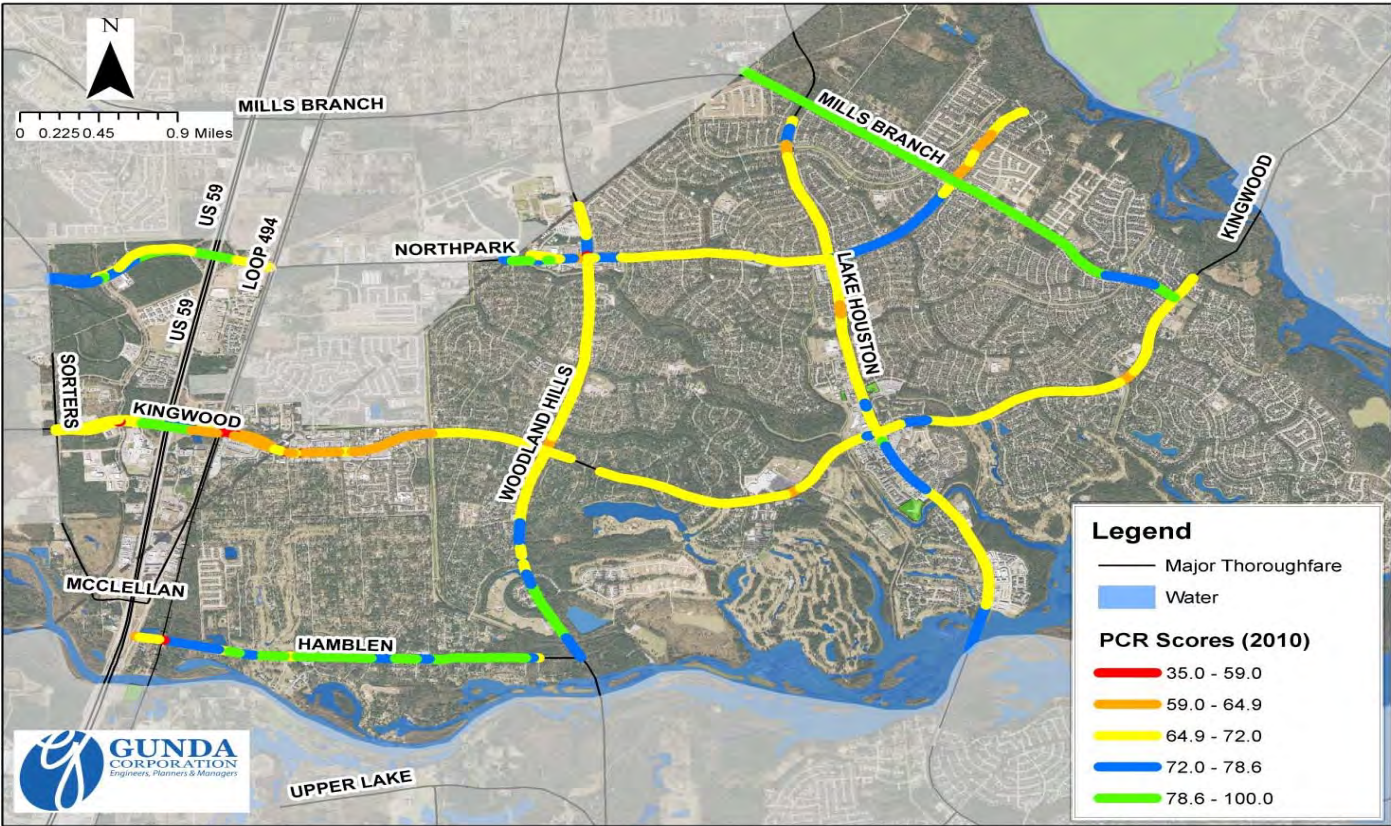 N
0 0.225 0.45 0.9 Miles
MILLS BRANCH
MILLS BRANCH
KINGWOOD
US 59
LOOP 494
NORTHPARK
US 59
LAKE HOUSTON
SORTERS
KINGWOOD
WOODLAND HILLS
MCCLELLAN
HAMBLEN
UPPER LAKE
GUNDA
CORPORATION
Engineers, Planners & Managers
Legend
Major Thoroughfare
Water
PCR Scores (2010)
35.0 - 59.0
59.0 - 64.9
64.9 - 72.0
72.0 - 78.6
78.6 - 100.0